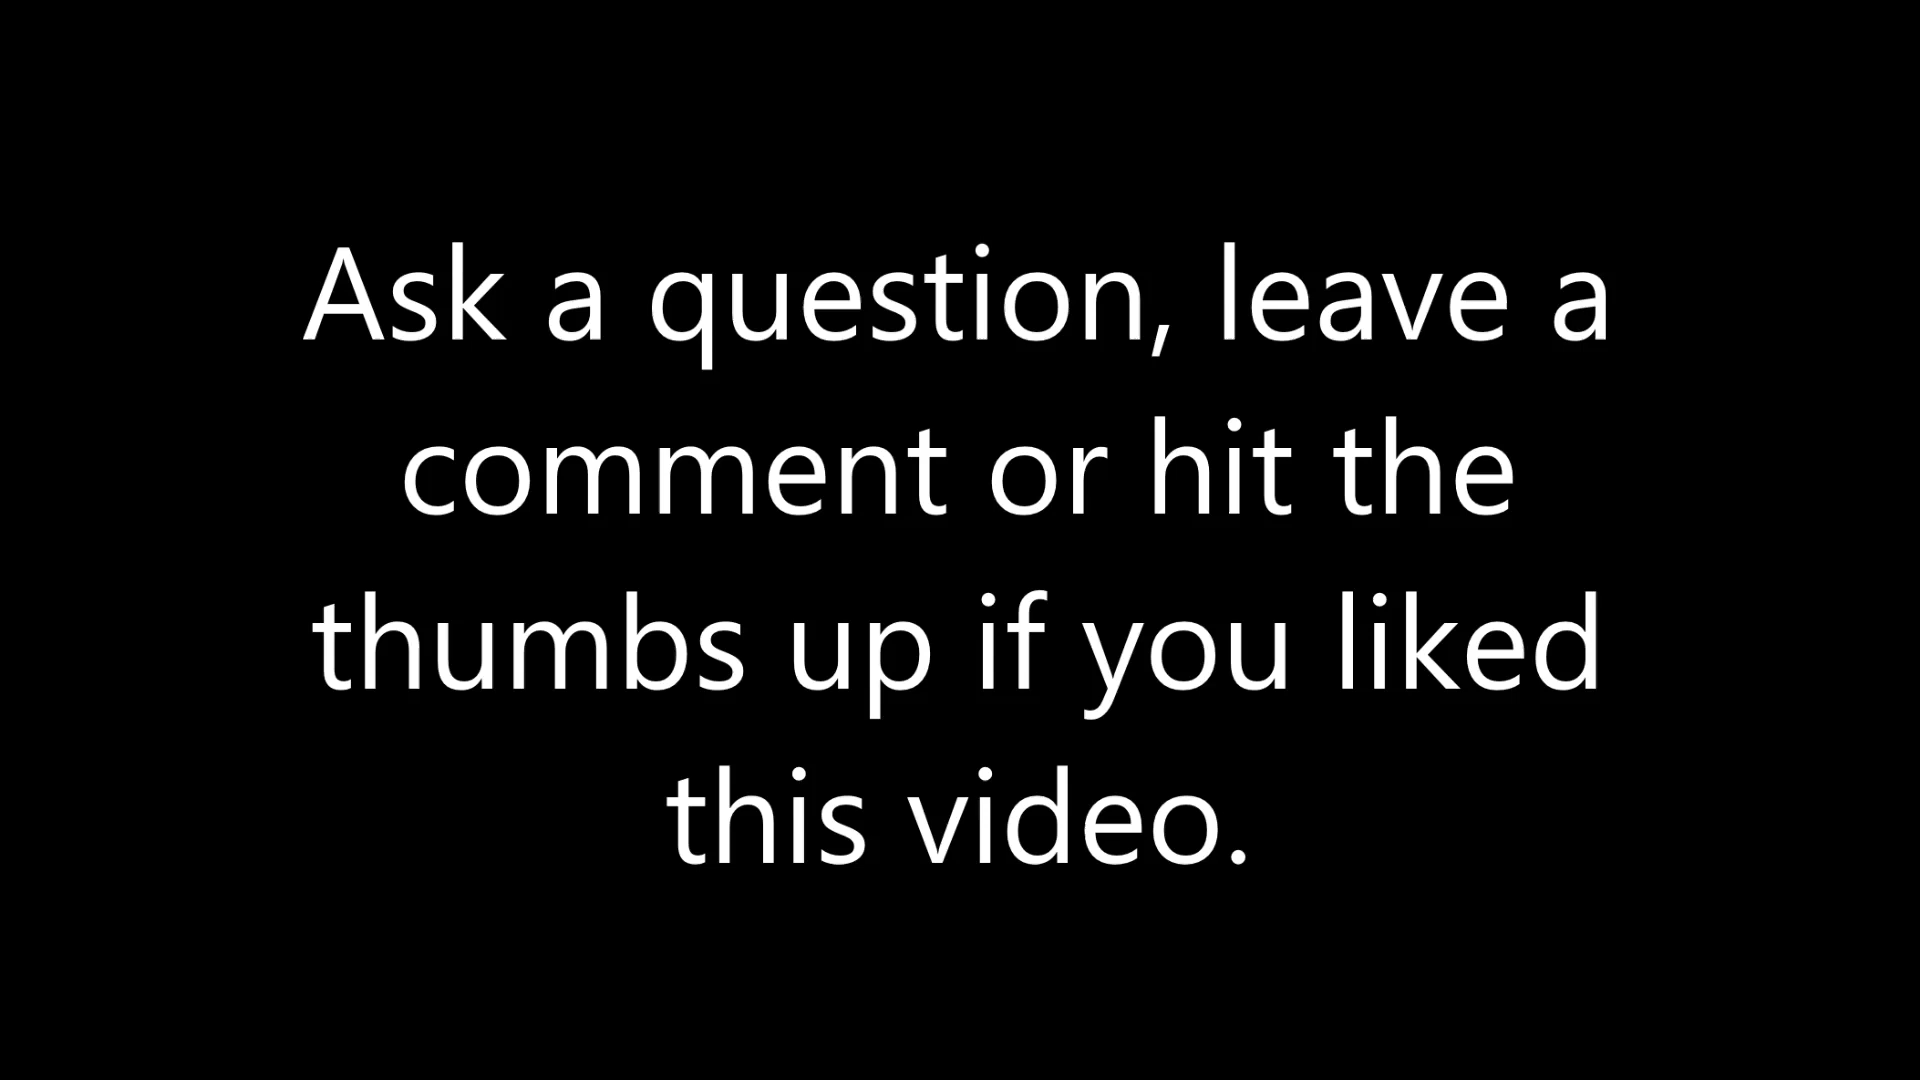 Ask a question, leave a
comment or hit the
thumbs up if you liked
this video.